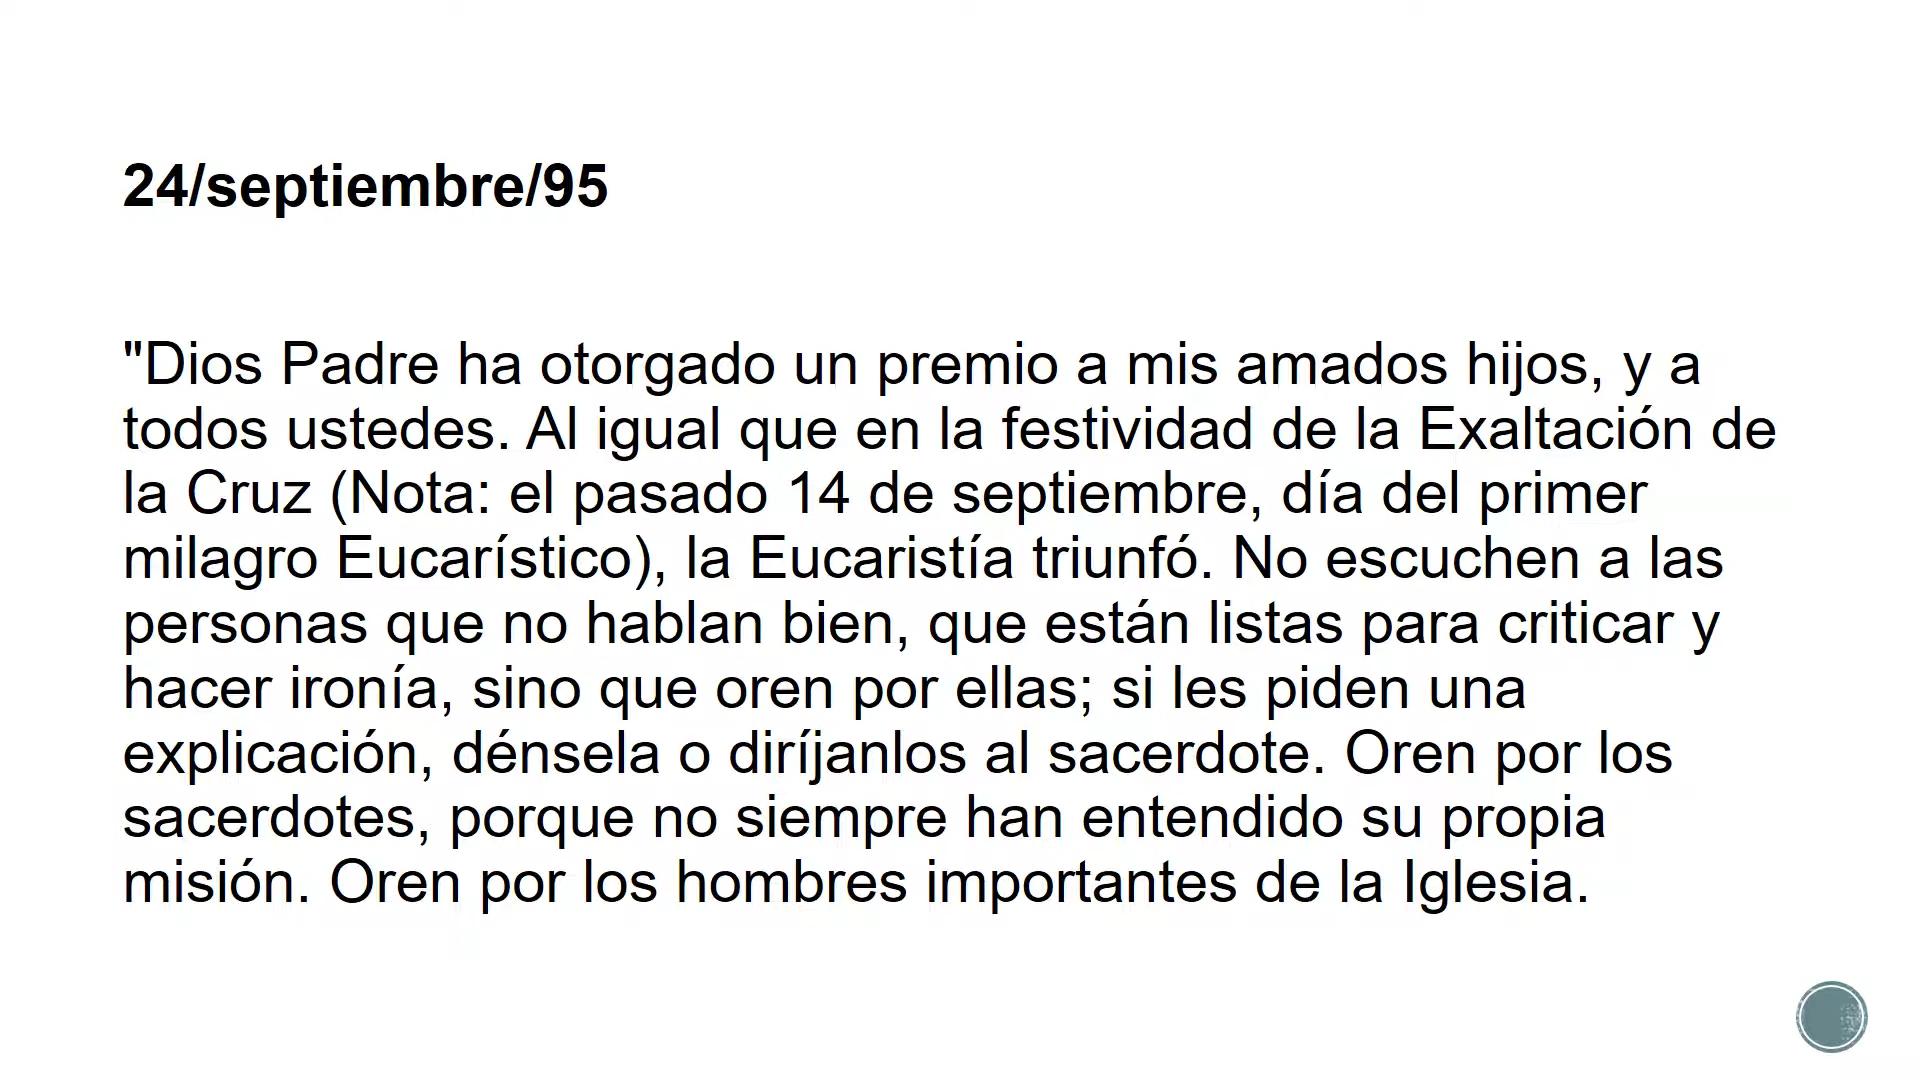 24/septiembre/95
"Dios Padre ha otorgado un premio a mis amados hijos, y a
todos ustedes. Al igual que en la festividad de la Exaltación de
la Cruz (Nota: el pasado 14 de septiembre, día del primer
milagro Eucarístico), la Eucaristía triunfó. No escuchen a las
personas que no hablan bien, que están listas para criticar y
hacer ironía, sino que oren por ellas; si les piden una
explicación, dénsela o diríjanlos al sacerdote. Oren por los
sacerdotes, porque no siempre han entendido su propia
misión. Oren por los hombres importantes de la Iglesia.